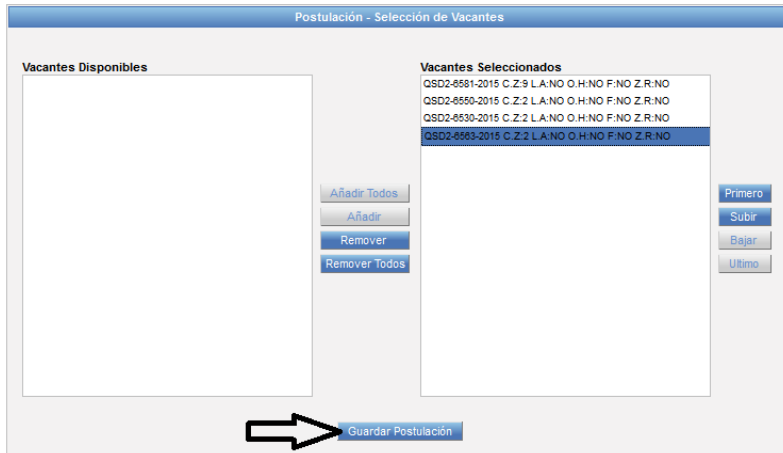 Postulación - Selección de Vacantes
Vacantes Disponibles
Vacantes Seleccionados
QSD2-6581-2015 C.Z:9 L.A:NO O.H:NO F:NO Z.R:NO
QSD2-6550-2015 C.Z:2 L.A:NO O.H:NO F:NO Z.R:NO
QSD2-6530-2015 C.Z:2 L.A:NO O.H:NO F:NO Z.R:NO
QSD2-6563-2015 C.Z:2 L.A:NO O.H:NO F:NO Z.R:NO
Añadir Todos
Añadir
Remover
Remover Todos
Primero
Subir
Bajar
Ultimo
Guardar Postulación